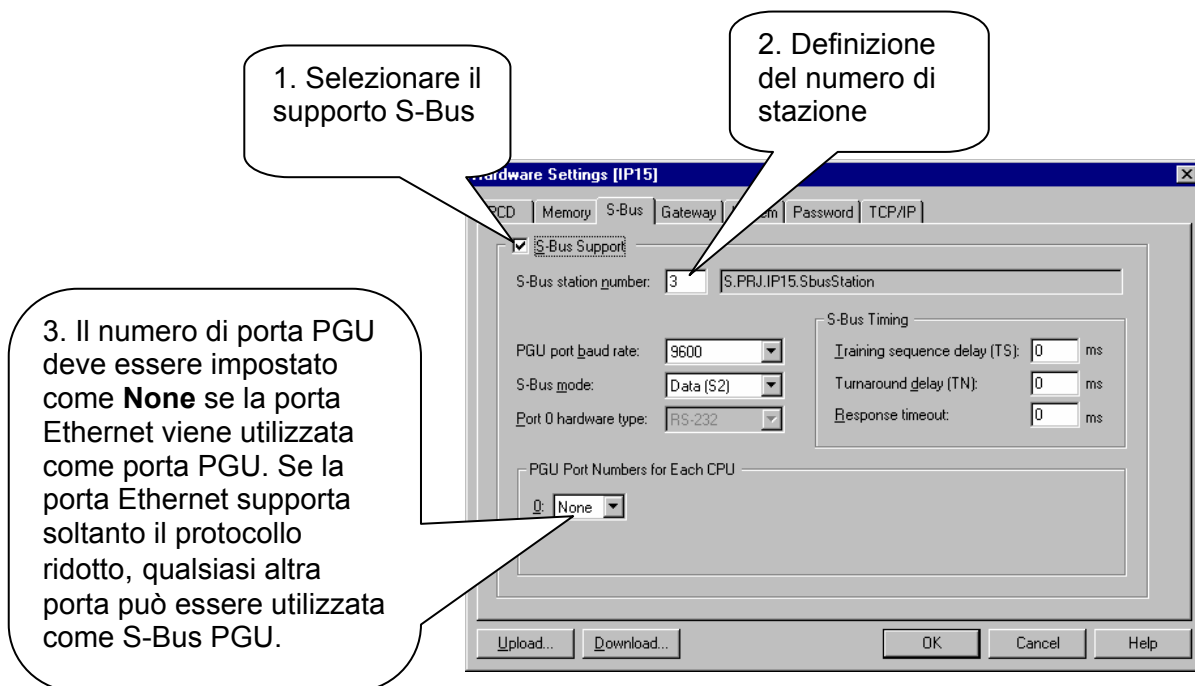 1. Selezionare il
supporto S-Bus
2. Definizione
del numero di
stazione
Hardware Settings [IP15]
PCD Memory S-Bus Gateway Password TCP/IP
S-Bus Support
S-Bus station number: 3 S.PRJ.IP15.SbusStation
3. Il numero di porta PGU
deve essere impostato
come None se la porta
Ethernet viene utilizzata
come porta PGU. Se la
porta Ethernet supporta
soltanto il protocollo
ridotto, qualsiasi altra
porta può essere utilizzata
come S-Bus PGU.
PGU port baud rate: 9600
S-Bus mode: Data (S2)
Port 0 hardware type: RS-232
S-Bus Timing
Training sequence delay (TS): 0 ms
Turnaround delay (TN): 0 ms
Response timeout: 0 ms
PGU Port Numbers for Each CPU
0: None
Upload... Download... OK Cancel Help